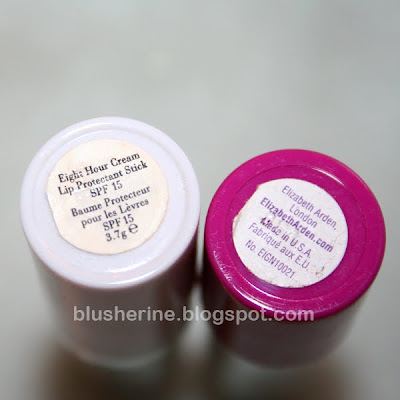 Eight Hour Cream
Lip Protectant Stick
SPF 15
Baume Protecteur
pour les Lèvres
SPF 15
3.7g e
Elizabeth Arden,
London
ElizabethArden.com
Made in U.S.A.
Fabriqué aux E.U.
No. EIGN10021
blusherine.blogspot.com